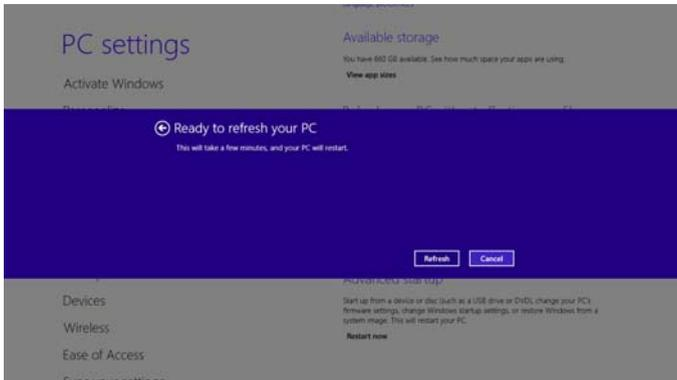 PC settings
Activate Windows
Available storage
You have 660 GB available. See how much space your apps are using.
View app sizes
Ready to refresh your PC
This will take a few minutes, and your PC will restart.
Refresh
Cancel
Advanced startup
Devices
Wireless
Ease of Access
Start up from a device or disc (such as a USB drive or DVD), change your PC's
firmware settings, change Windows startup settings, or restore Windows from a
system image. This will restart your PC.
Restart now